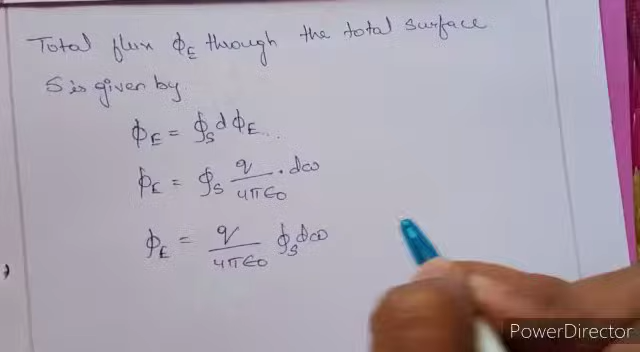 Total flux ϕE through the total surface
S is given by
ϕE = ∮S dϕE...
ϕE = ∮S q/4πϵ0 . dω
ϕE = q/4πϵ0 ∮S dω
PowerDirector